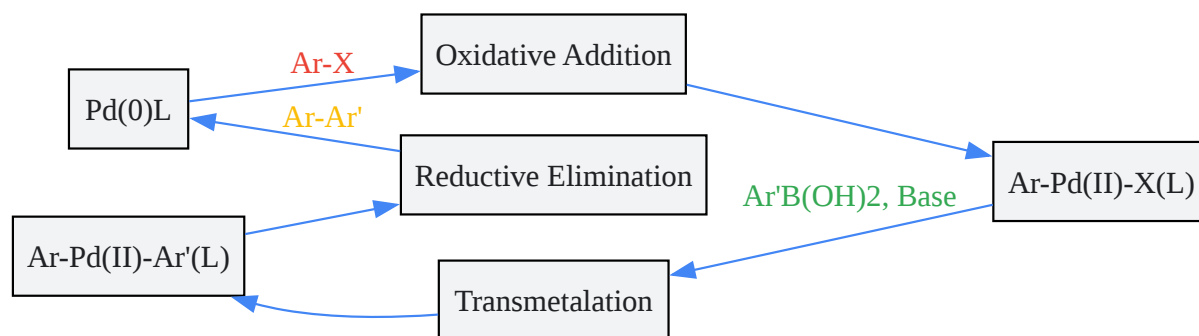 Oxidative Addition
Ar-X
Pd(0)L
Ar-Ar'
Reductive Elimination
Ar-Pd(II)-X(L)
Ar'B(OH)2, Base
Ar-Pd(II)-Ar'(L)
Transmetalation